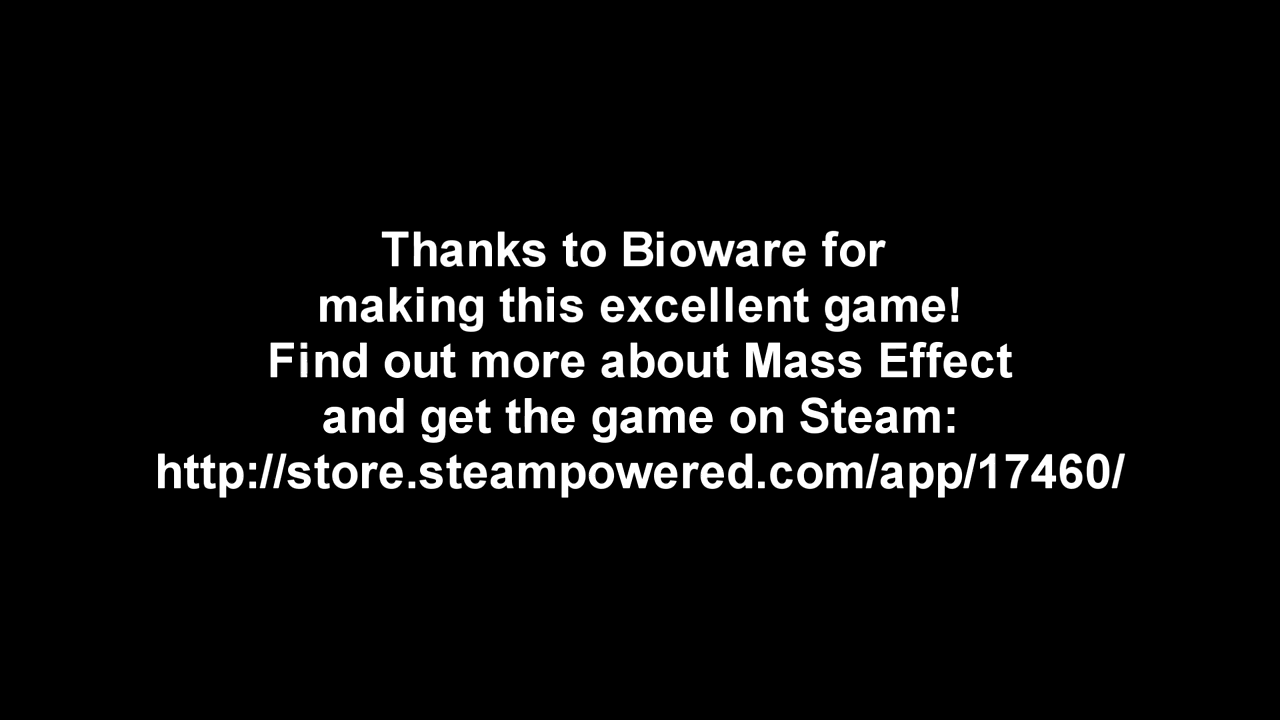 Thanks to Bioware for
making this excellent game!
Find out more about Mass Effect
and get the game on Steam:
http://store.steampowered.com/app/17460/